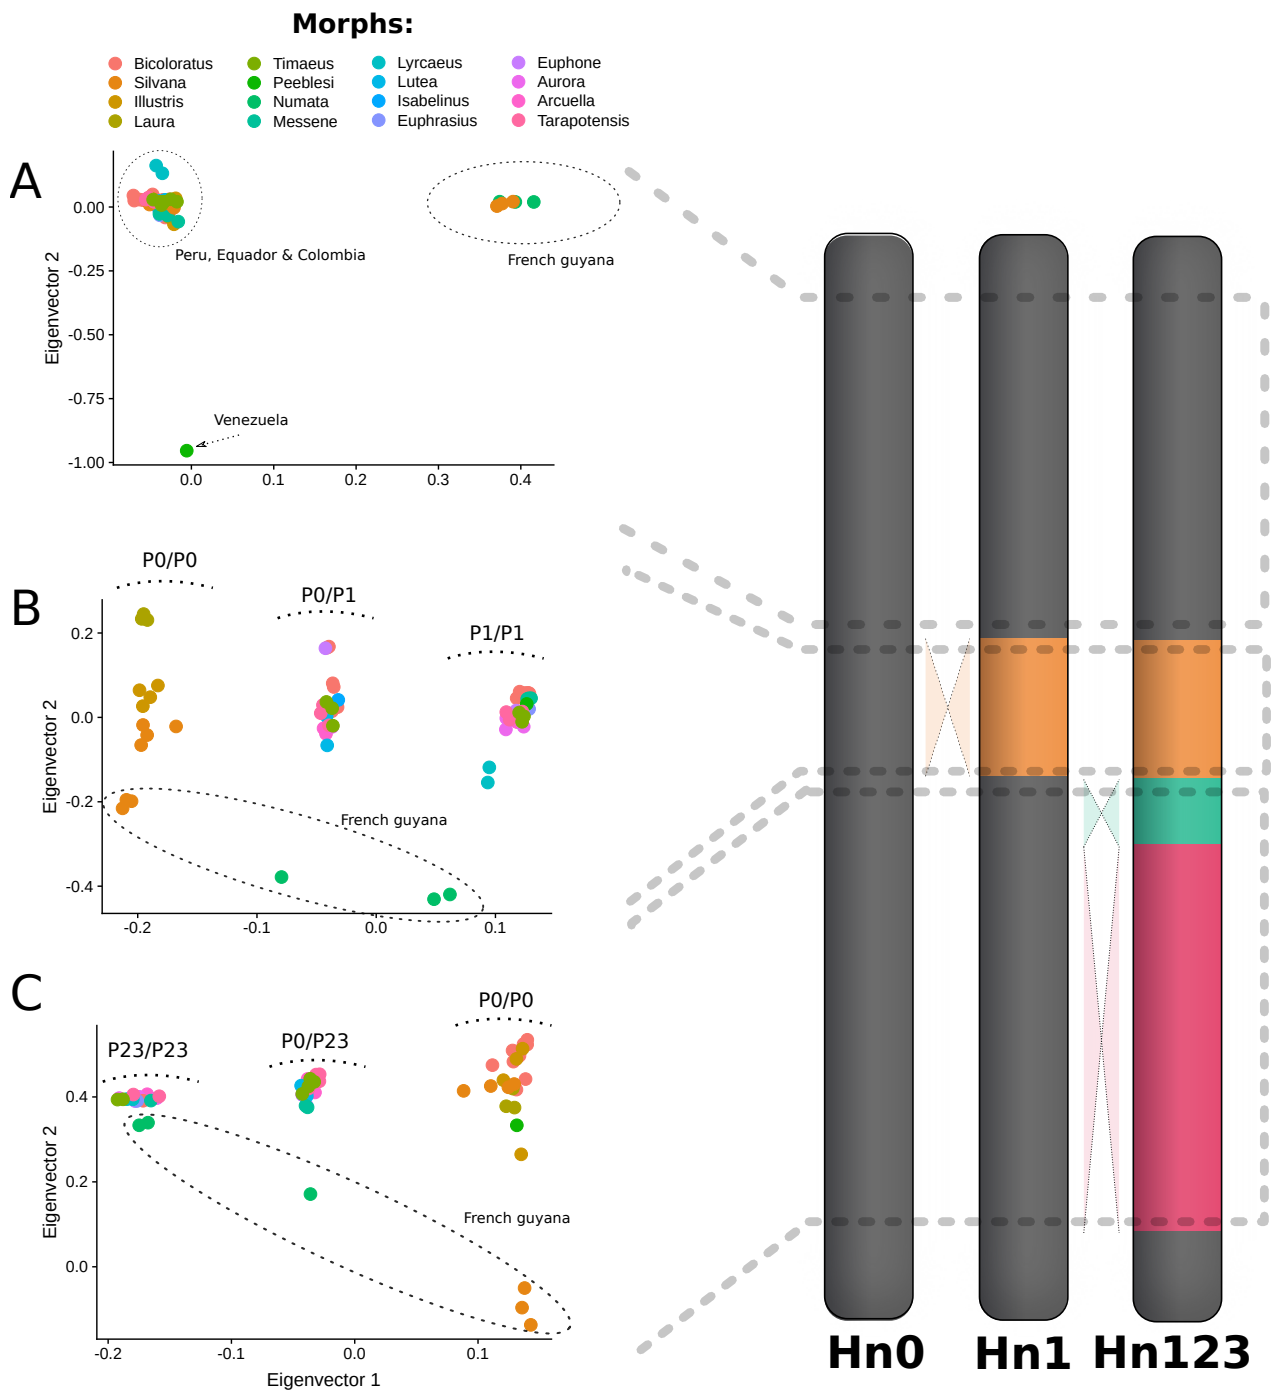 Morphs:
Bicoloratus Timaeus Lyrcaeus Euphone
Silvana Peeblesi Lutea Aurora
Illustris Numata Isabelinus Arcuella
Laura Messene Euphrasius Tarapotensis
A
0.00
-0.25
-0.50
-0.75
-1.00
Eigenvector 2
Peru, Equador & Colombia
French guyana
Venezuela
0.0 0.1 0.2 0.3 0.4
B
P0/P0
P0/P1
P1/P1
0.2
0.0
-0.2
-0.4
Eigenvector 2
French guyana
-0.2 -0.1 0.0 0.1
C
P23/P23
P0/P23
P0/P0
0.4
0.2
0.0
Eigenvector 2
French guyana
-0.2 -0.1 0.0 0.1
Eigenvector 1
Hn0 Hn1 Hn123